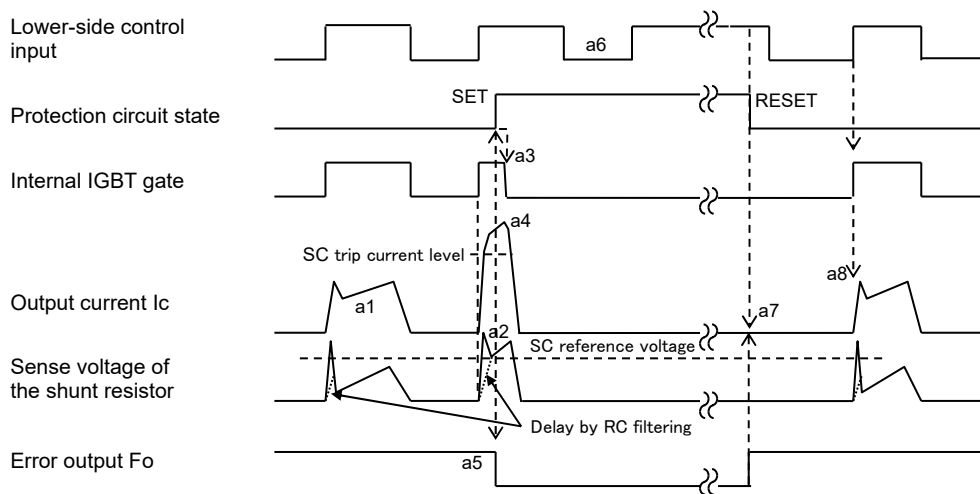 Lower-side control
input
a6
Protection circuit state
SET
RESET
a3
Internal IGBT gate
a4
SC trip current level
a8
Output current Ic
a1
a7
a2
SC reference voltage
Sense voltage of
the shunt resistor
Delay by RC filtering
Error output Fo
a5